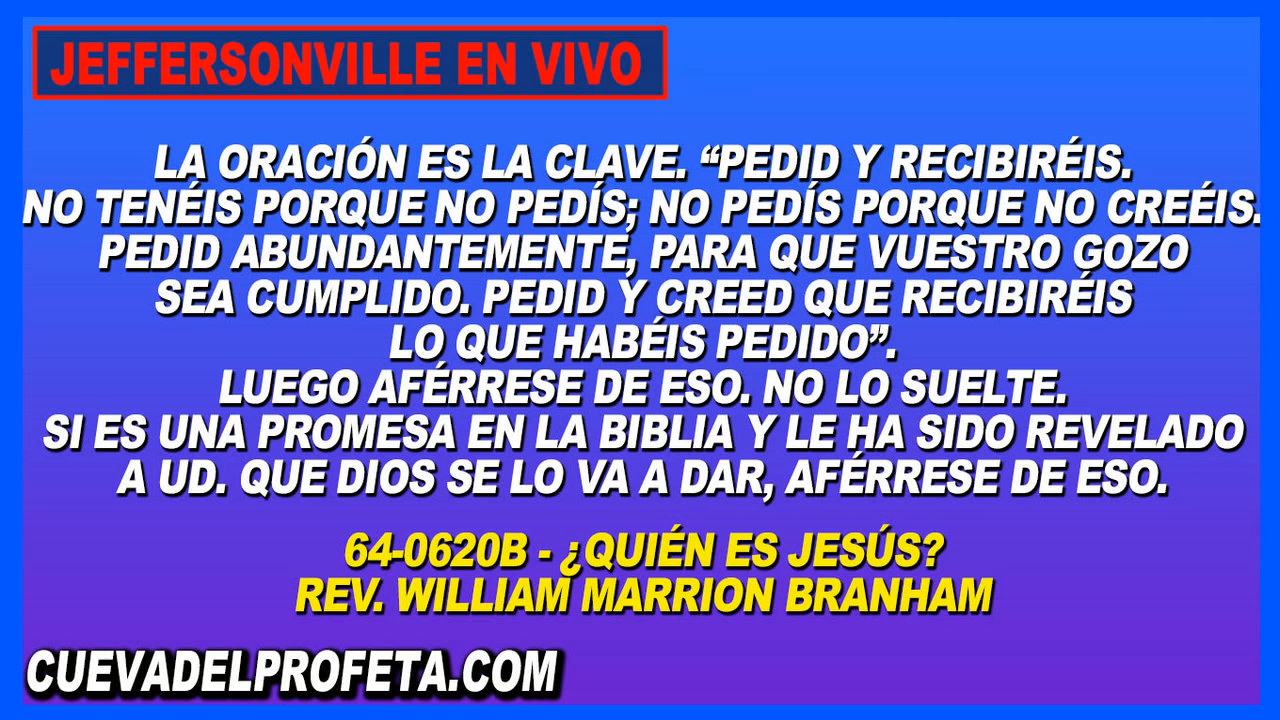 JEFFERSONVILLE EN VIVO
LA ORACIÓN ES LA CLAVE. “PEDID Y RECIBIRÉIS.
NO TENÉIS PORQUE NO PEDÍS; NO PEDÍS PORQUE NO CREÉIS.
PEDID ABUNDANTEMENTE, PARA QUE VUESTRO GOZO
SEA CUMPLIDO. PEDID Y CREED QUE RECIBIRÉIS
LO QUE HABÉIS PEDIDO”.
LUEGO AFÉRRESE DE ESO. NO LO SUELTE.
SI ES UNA PROMESA EN LA BIBLIA Y LE HA SIDO REVELADO
A UD. QUE DIOS SE LO VA A DAR, AFÉRRESE DE ESO.
64-0620B - ¿QUIÉN ES JESÚS?
REV. WILLIAM MARRION BRANHAM
CUEVADELPROFETA.COM